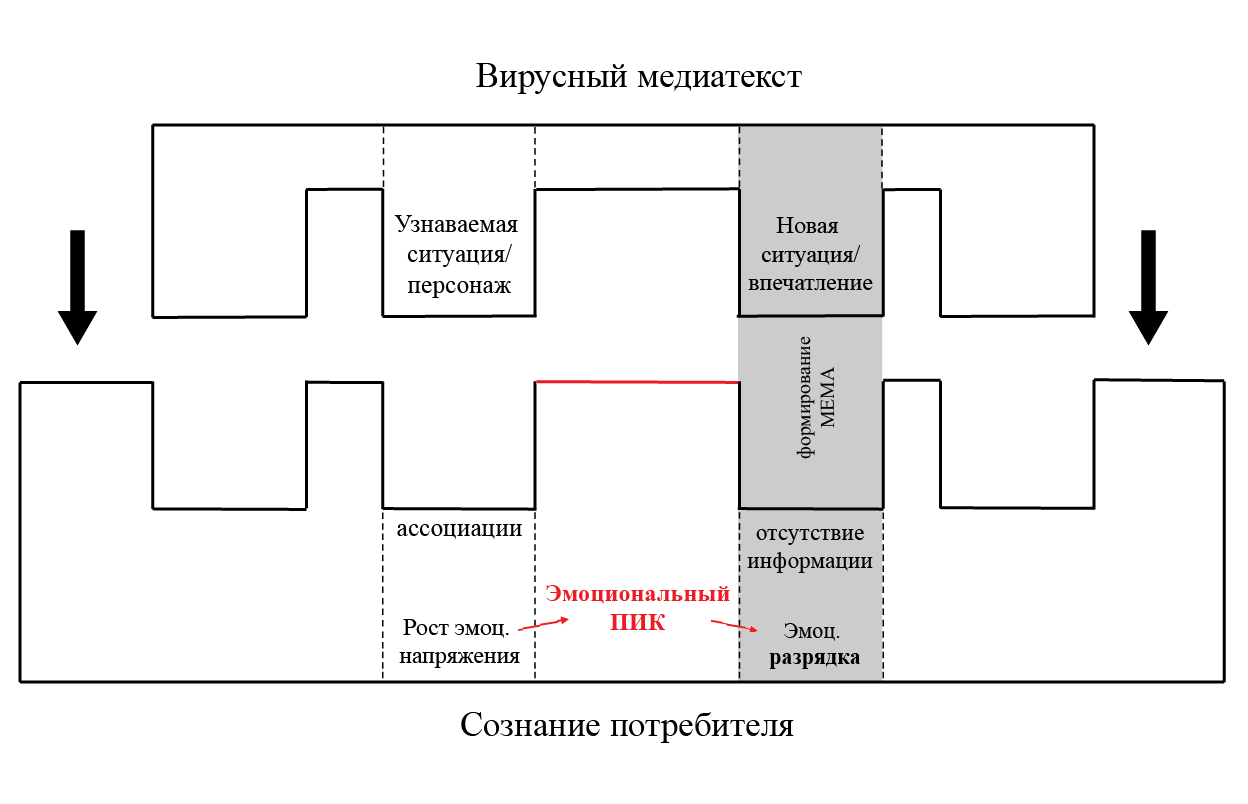 Вирусный медиатекст
Узнаваемая
ситуация/
персонаж
Новая
ситуация/
впечатление
формирование
МЕМА
ассоциации
отсутствие
информации
Рост эмоц.
напряжения
Эмоциональный
ПИК
Эмоц.
разрядка
Сознание потребителя